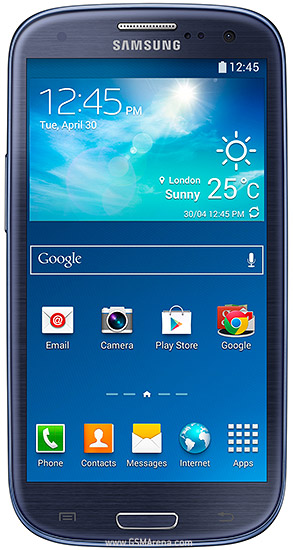 SAMSUNG
12:45
12:45 PM
Tue, April 30
London
Sunny 25°C
30/04 12:45 PM
Google
Email Camera Play Store Google
Phone Contacts Messages Internet Apps
www.GSMArena.com